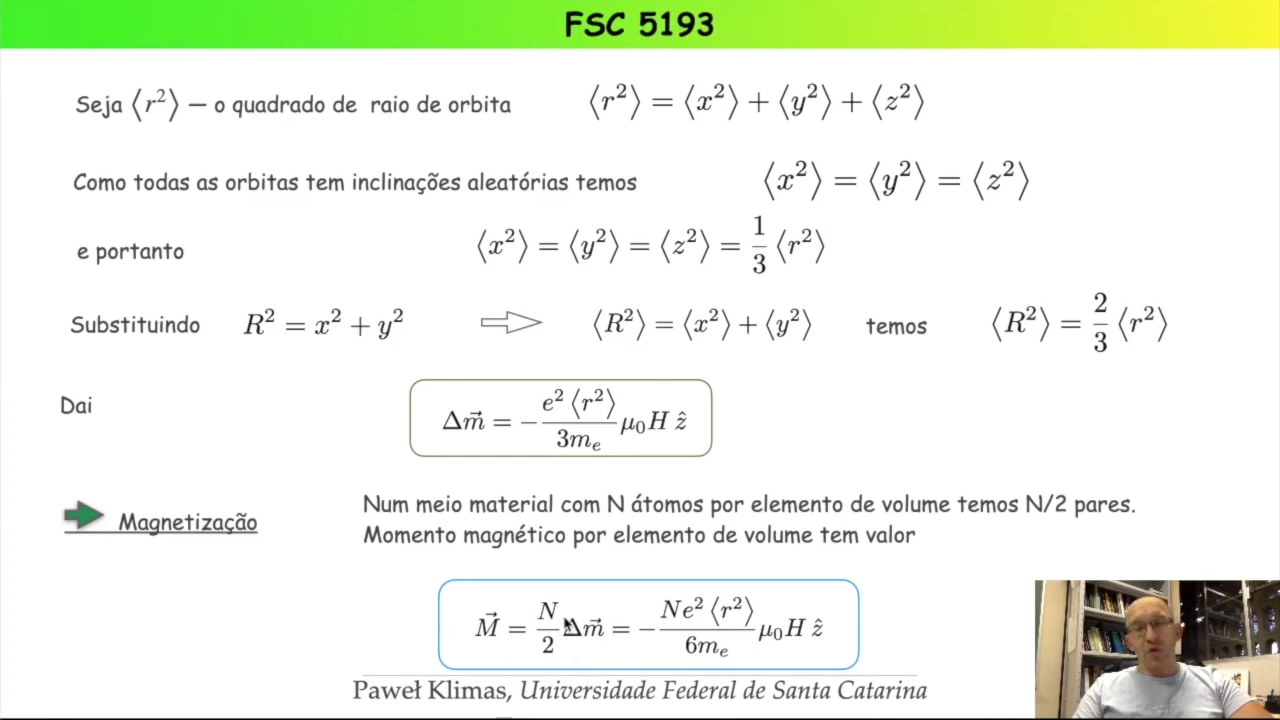 FSC 5193
Seja ⟨r²⟩ — o quadrado de raio de orbita ⟨r²⟩ = ⟨x²⟩ + ⟨y²⟩ + ⟨z²⟩
Como todas as orbitas tem inclinações aleatórias temos ⟨x²⟩ = ⟨y²⟩ = ⟨z²⟩
e portanto ⟨x²⟩ = ⟨y²⟩ = ⟨z²⟩ = 1/3 ⟨r²⟩
Substituindo R² = x² + y² ⇨ ⟨R²⟩ = ⟨x²⟩ + ⟨y²⟩ temos ⟨R²⟩ = 2/3 ⟨r²⟩
Dai Δm⃗ = − e² ⟨r²⟩ / 3mₑ μ₀H ẑ
Magnetização
Num meio material com N átomos por elemento de volume temos N/2 pares.
Momento magnético por elemento de volume tem valor
M⃗ = N/2 Δm⃗ = − Ne² ⟨r²⟩ / 6mₑ μ₀H ẑ
Paweł Klimas, Universidade Federal de Santa Catarina